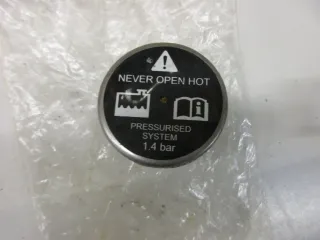 NEVER OPEN HOT
PRESSURISED
SYSTEM
1.4 bar